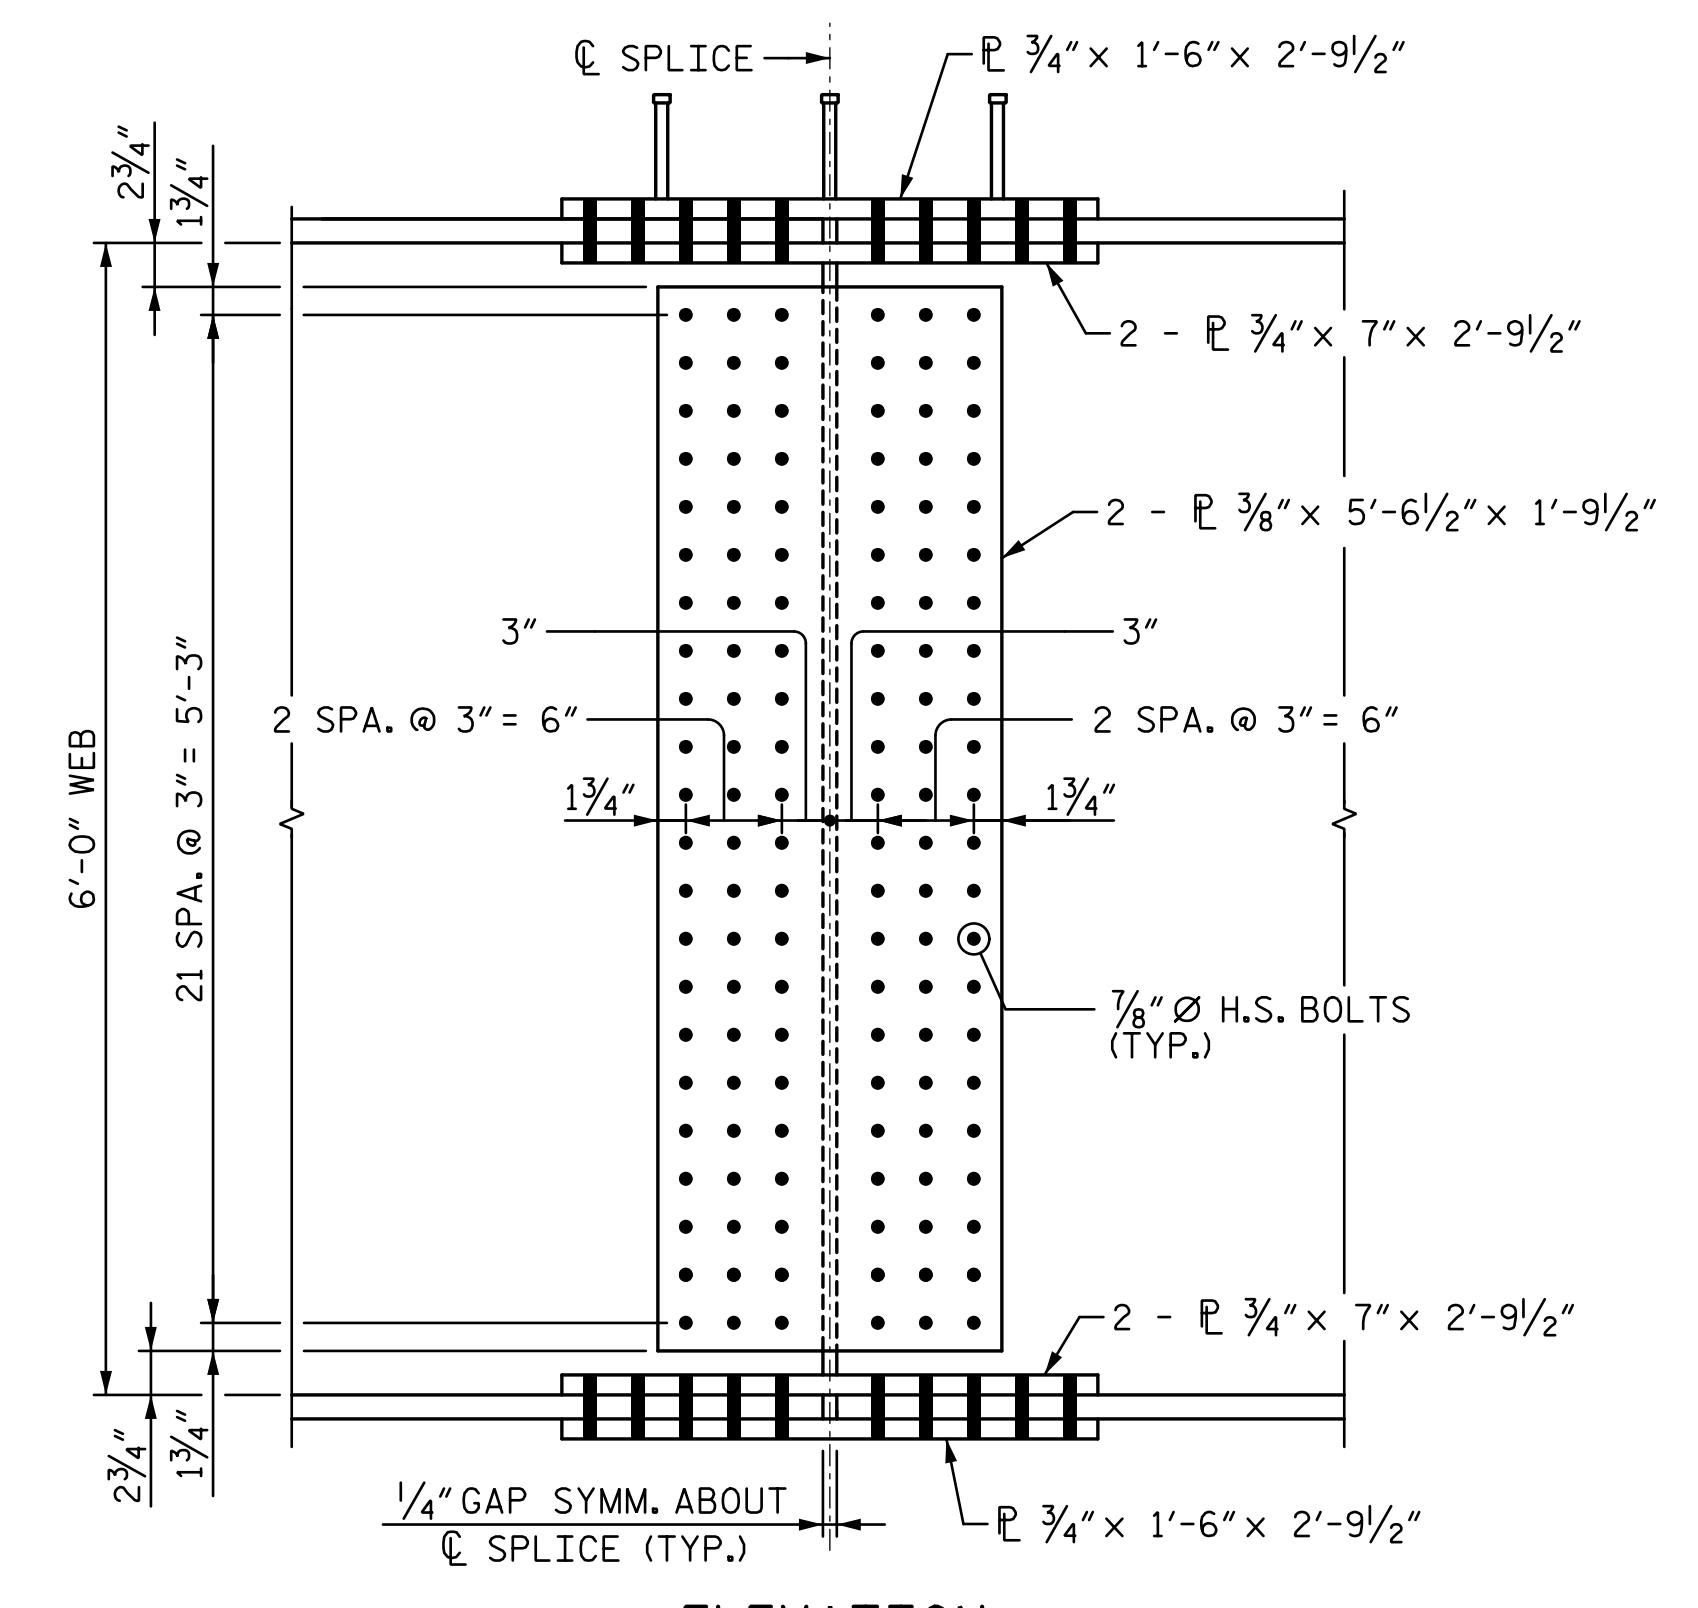 ℄ SPLICE
℄ 3/4" x 1'-6" x 2'-9 1/2"
2 3/4"
1 3/4"
2 - ℄ 3/4" x 7" x 2'-9 1/2"
2 - ℄ 3/8" x 5'-6 1/2" x 1'-9 1/2"
3"
3"
2 SPA. @ 3" = 6"
2 SPA. @ 3" = 6"
1 3/4"
1 3/4"
6'-0" WEB
21 SPA. @ 3" = 5'-3"
7/8" Ø H.S. BOLTS
(TYP.)
2 - ℄ 3/4" x 7" x 2'-9 1/2"
2 3/4"
1 3/4"
1/4" GAP SYMM. ABOUT
℄ SPLICE (TYP.)
℄ 3/4" x 1'-6" x 2'-9 1/2"